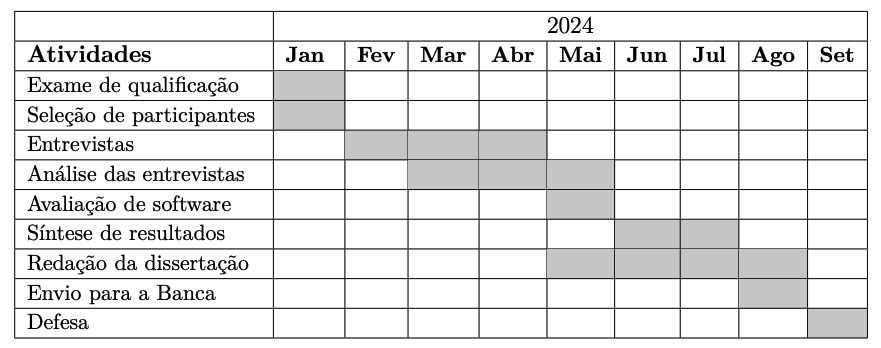 2024
Atividades Jan Fev Mar Abr Mai Jun Jul Ago Set
Exame de qualificação
Seleção de participantes
Entrevistas
Análise das entrevistas
Avaliação de software
Síntese de resultados
Redação da dissertação
Envio para a Banca
Defesa